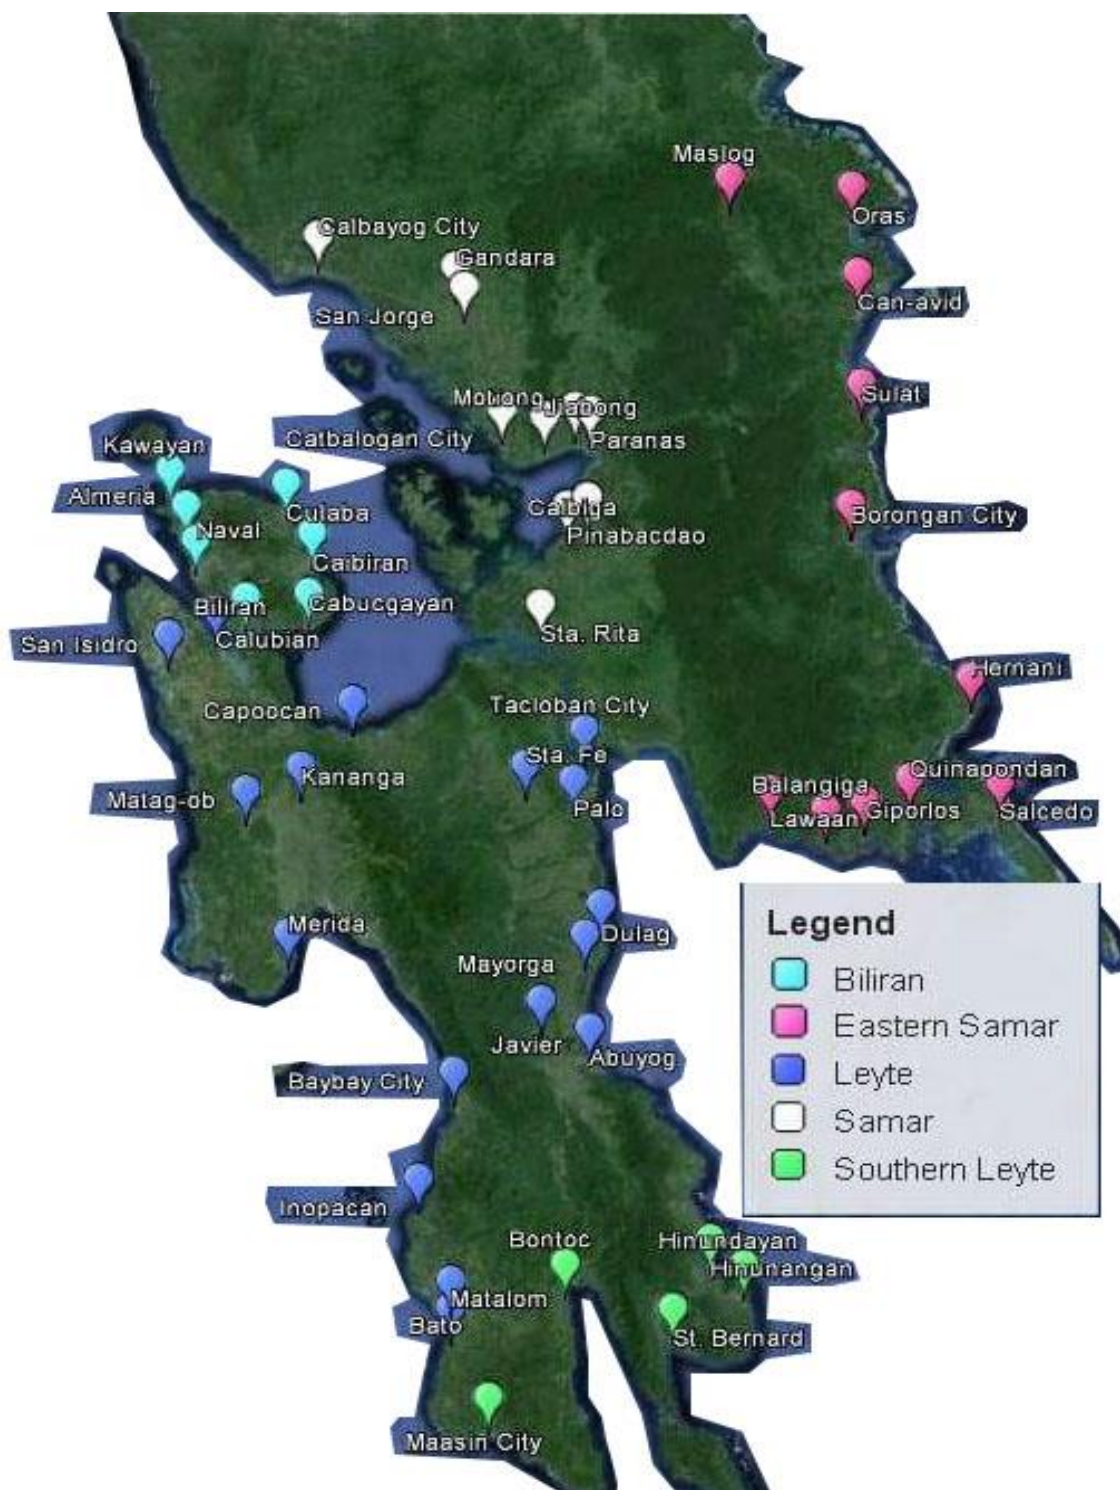 Maslog
Oras
Calbayog City
Gandara
San Jorge
Can-avid
Sulat
Motiong
Jiabong
Catbalogan City
Paranas
Kawayan
Almeria
Culaba
Naval
Calbiga
Pinabacdao
Borongan City
Caibiran
Biliran
Cabucgayan
Calubian
San Isidro
Sta. Rita
Hernani
Capoocan
Tacloban City
Sta. Fe
Kananga
Matag-ob
Palo
Quinapondan
Balangiga
Lawaan
Giporlos
Salcedo
Merida
Dulag
Mayorga
Javier
Abuyog
Baybay City
Inopacan
Bontoc
Hinundayan
Hinunangan
Matalom
Bato
St. Bernard
Maasin City
Legend
Biliran
Eastern Samar
Leyte
Samar
Southern Leyte